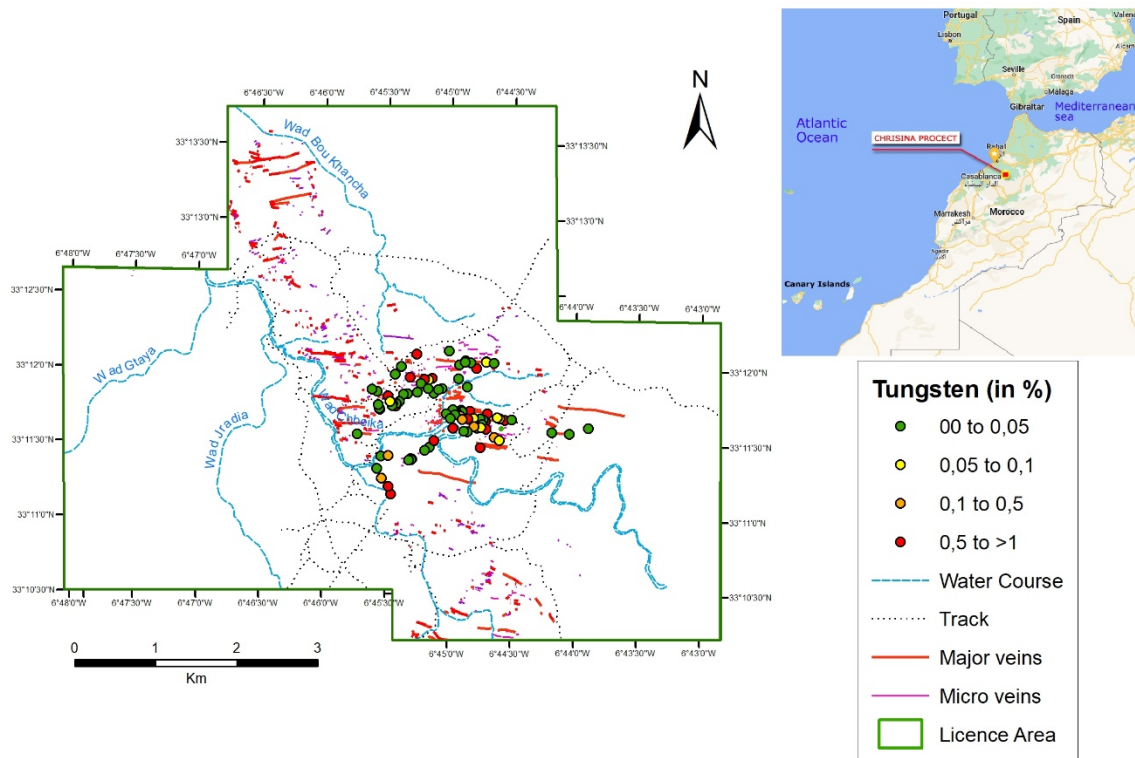 6°46'30"W 6°46'0"W 6°45'30"W 6°45'0"W 6°44'30"W
N
33°13'30"N
33°13'30"N
Wad Bou Khancha
33°13'0"N
33°13'0"N
6°48'0"W 6°47'30"W 6°47'0"W
33°12'30"N
6°44'0"W 6°43'30"W 6°43'0"W
33°12'0"N
33°12'0"N
Wad Gtaya
Wad Jradia
Wad Chbeika
33°11'30"N
33°11'30"N
33°11'0"N
33°11'0"N
33°10'30"N
33°10'30"N
6°48'0"W 6°47'30"W 6°47'0"W 6°46'30"W 6°46'0"W 6°45'30"W
6°45'0"W 6°44'30"W 6°44'0"W 6°43'30"W 6°43'0"W
0 1 2 3
Km
Portugal
Spain
Lisbon
Seville
Granada
Málaga
Gibraltar
Mediterranean
sea
Atlantic
Ocean
CHRISINA PROCECT
Rabat
Casablanca
الدار البيضاء
Marrakesh
مراكش
Morocco
Agadir
Canary Islands
Tungsten (in %)
00 to 0,05
0,05 to 0,1
0,1 to 0,5
0,5 to >1
Water Course
Track
Major veins
Micro veins
Licence Area